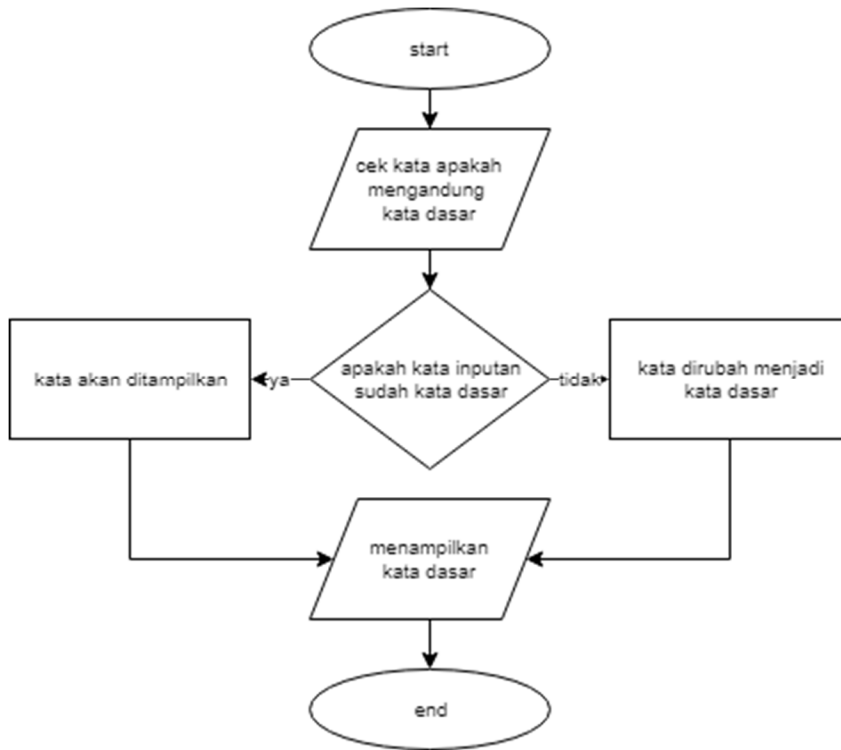 start
cek kata apakah
mengandung
kata dasar
kata akan ditampilkan
ya
apakah kata inputan
sudah kata dasar
tidak
kata dirubah menjadi
kata dasar
menampilkan
kata dasar
end